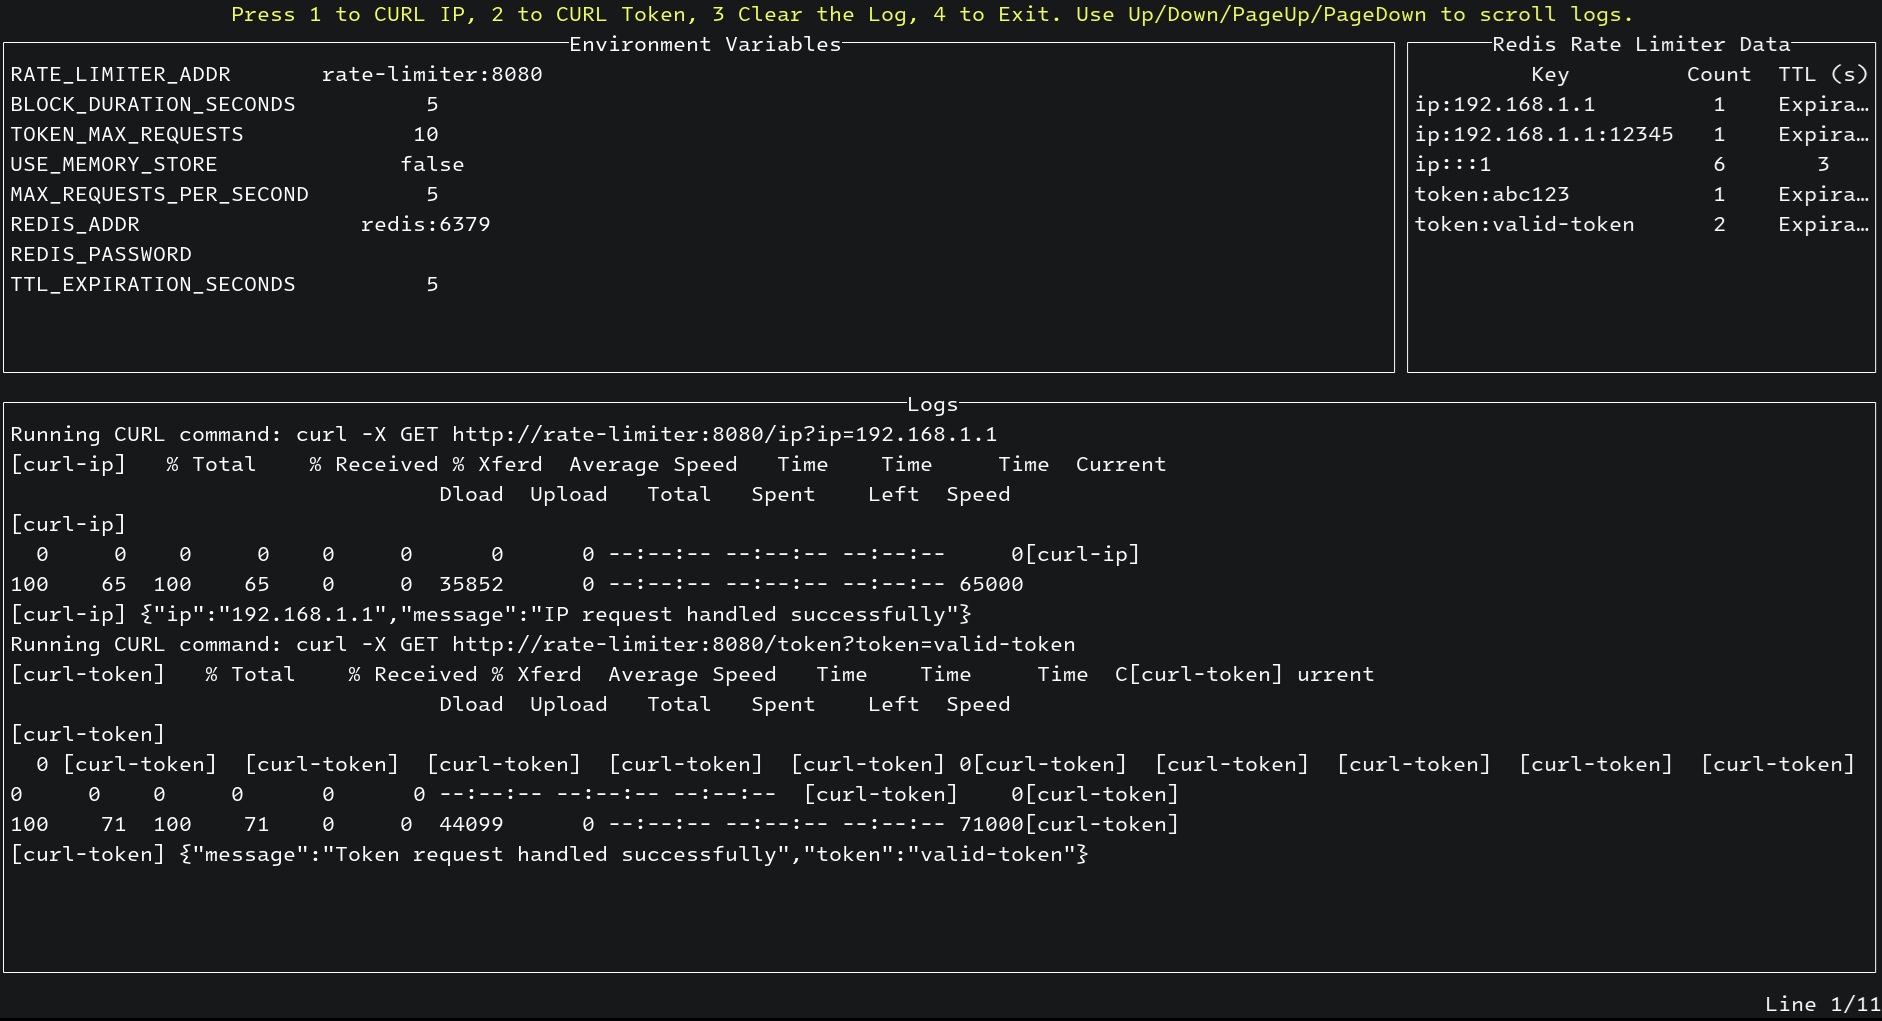 Press 1 to CURL IP, 2 to CURL Token, 3 Clear the Log, 4 to Exit. Use Up/Down/PageUp/PageDown to scroll logs.
Environment Variables
RATE_LIMITER_ADDR rate-limiter:8080
BLOCK_DURATION_SECONDS 5
TOKEN_MAX_REQUESTS 10
USE_MEMORY_STORE false
MAX_REQUESTS_PER_SECOND 5
REDIS_ADDR redis:6379
REDIS_PASSWORD
TTL_EXPIRATION_SECONDS 5
Redis Rate Limiter Data
Key Count TTL (s)
ip:192.168.1.1 1 Expira…
ip:192.168.1.1:12345 1 Expira…
ip:::1 6 3
token:abc123 1 Expira…
token:valid-token 2 Expira…
Logs
Running CURL command: curl -X GET http://rate-limiter:8080/ip?ip=192.168.1.1
[curl-ip] % Total % Received % Xferd Average Speed Time Time Time Current
Dload Upload Total Spent Left Speed
[curl-ip]
0 0 0 0 0 0 0 0 --:--:-- --:--:-- --:--:-- 0[curl-ip]
100 65 100 65 0 0 35852 0 --:--:-- --:--:-- --:--:-- 65000
[curl-ip] {"ip":"192.168.1.1","message":"IP request handled successfully"}
Running CURL command: curl -X GET http://rate-limiter:8080/token?token=valid-token
[curl-token] % Total % Received % Xferd Average Speed Time Time Time C[curl-token] urrent
Dload Upload Total Spent Left Speed
[curl-token]
0 [curl-token] [curl-token] [curl-token] [curl-token] [curl-token] 0[curl-token] [curl-token] [curl-token] [curl-token] [curl-token]
0 0 0 0 0 0 --:--:-- --:--:-- --:--:-- [curl-token] 0[curl-token]
100 71 100 71 0 0 44099 0 --:--:-- --:--:-- --:--:-- 71000[curl-token]
[curl-token] {"message":"Token request handled successfully","token":"valid-token"}
Line 1/11